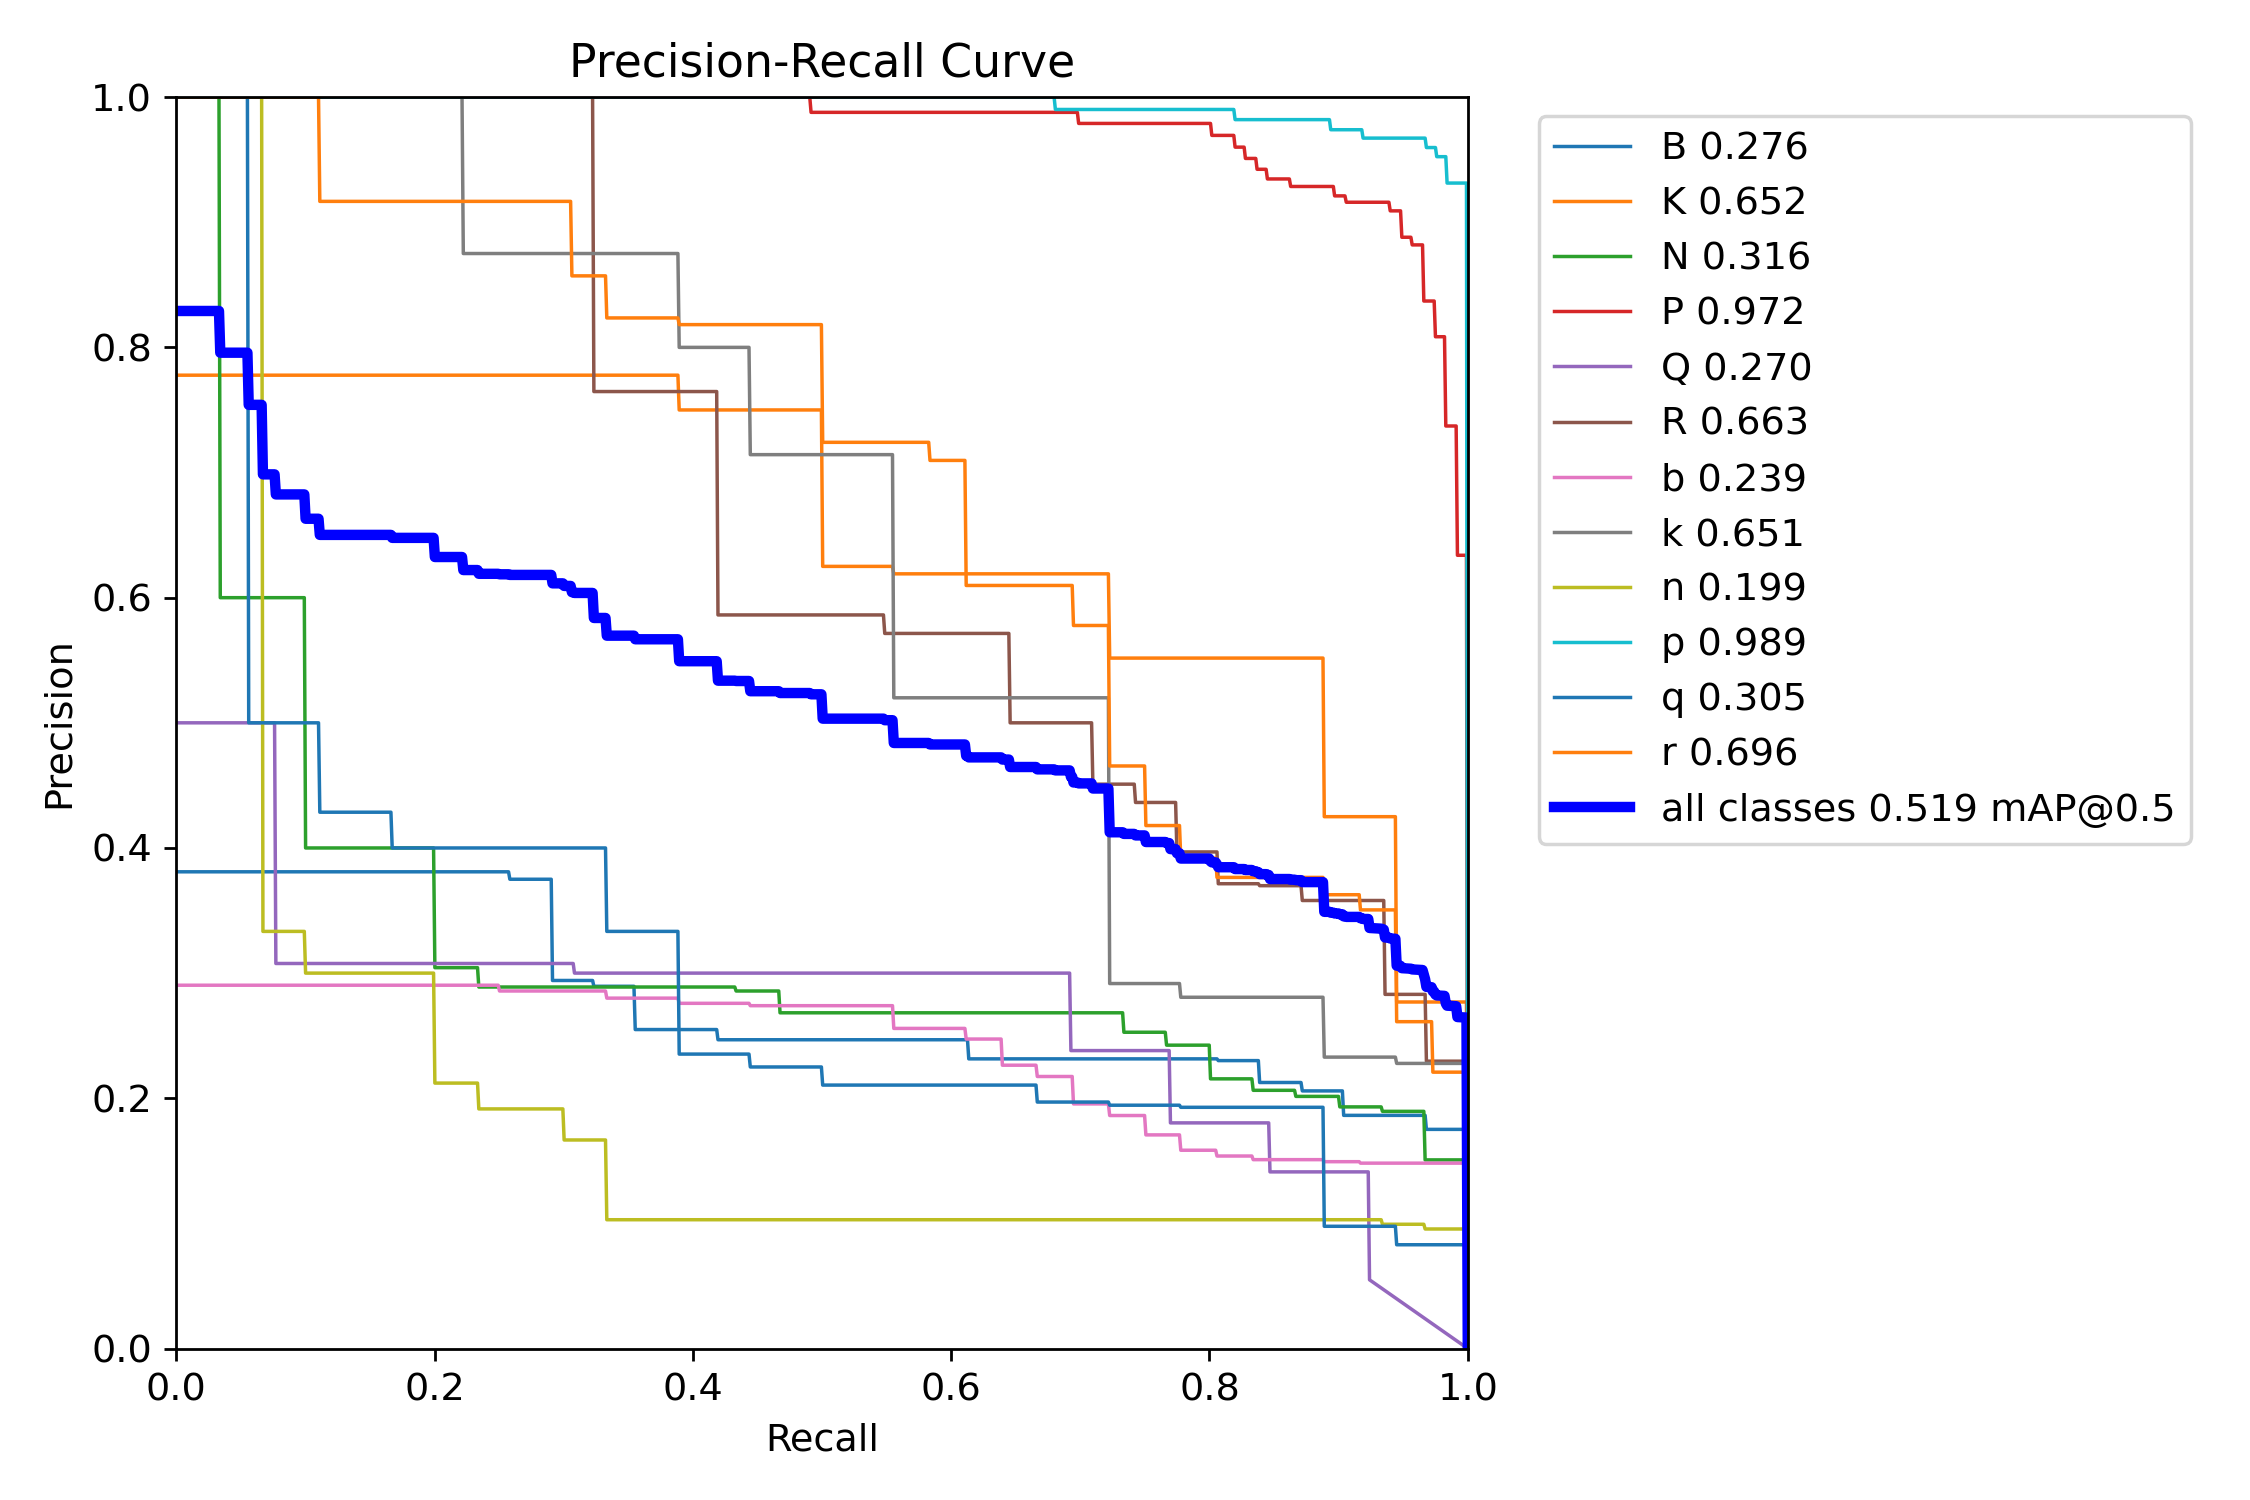 Precision-Recall Curve
1.0
0.8
0.6
0.4
0.2
0.0
Precision
0.0 0.2 0.4 0.6 0.8 1.0
Recall
B 0.276
K 0.652
N 0.316
P 0.972
Q 0.270
R 0.663
b 0.239
k 0.651
n 0.199
p 0.989
q 0.305
r 0.696
all classes 0.519 mAP@0.5